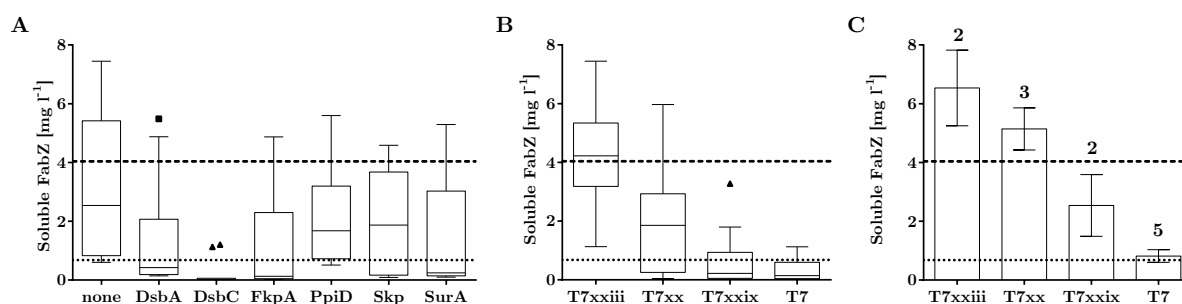 A
Soluble FabZ [mg l⁻¹]
8
6
4
2
0
none DsbA DsbC FkpA PpiD Skp SurA
B
Soluble FabZ [mg l⁻¹]
8
6
4
2
0
T7xxiii T7xx T7xxix T7
C
Soluble FabZ [mg l⁻¹]
8
6
4
2
0
2
3
2
5
T7xxiii T7xx T7xxix T7